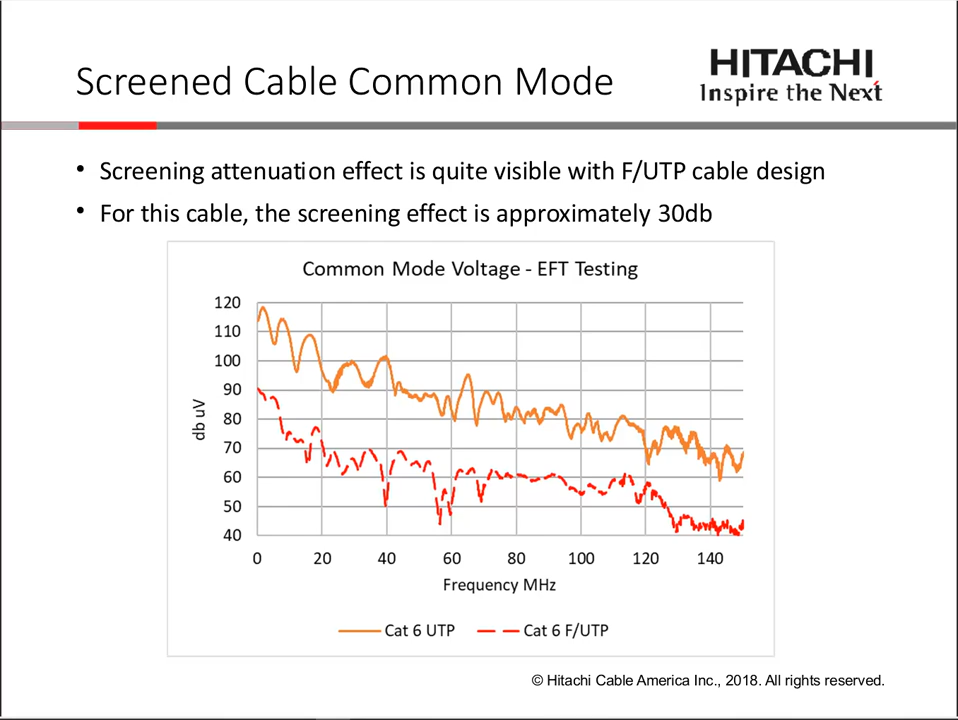 Screened Cable Common Mode
HITACHI
Inspire the Next
• Screening attenuation effect is quite visible with F/UTP cable design
• For this cable, the screening effect is approximately 30db
Common Mode Voltage - EFT Testing
120
110
100
90
80
70
60
50
40
db uV
0 20 40 60 80 100 120 140
Frequency MHz
Cat 6 UTP Cat 6 F/UTP
© Hitachi Cable America Inc., 2018. All rights reserved.